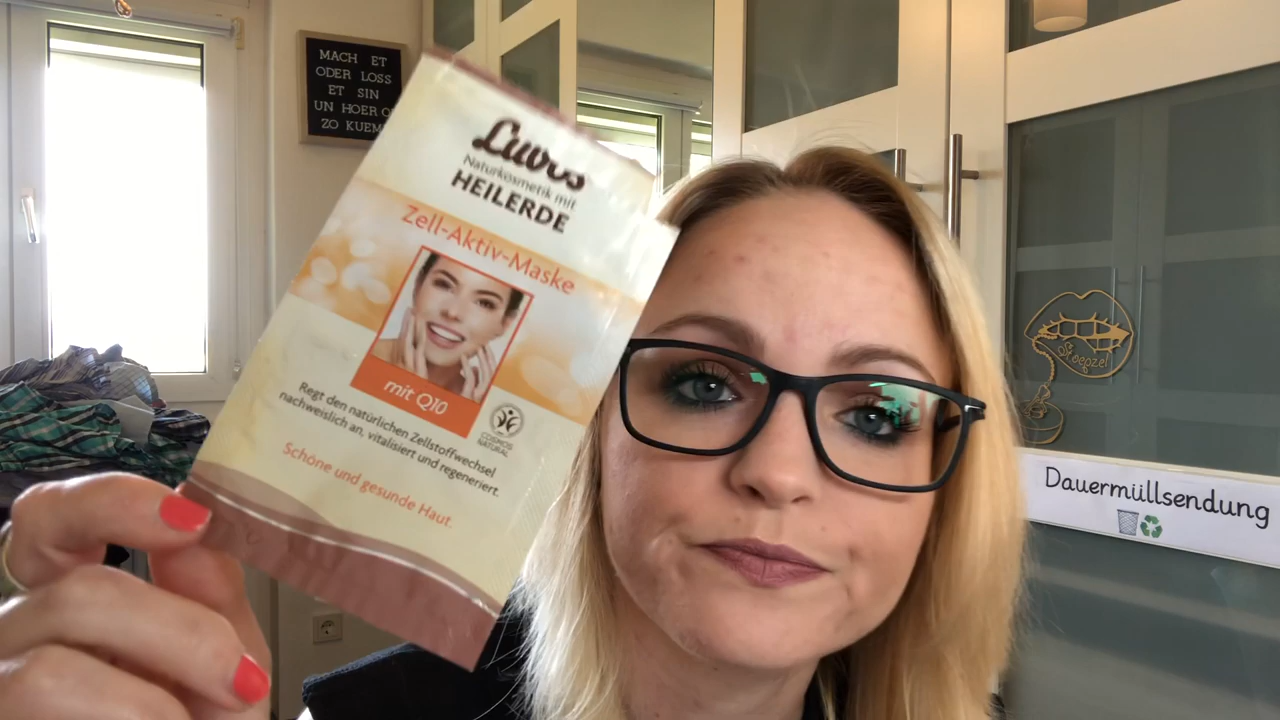 MACH ET
ODER LOSS
ET SIN
UN HOER O
ZO KUEM
Luvos
Naturkosmetik mit
HEILERDE
Zell-Aktiv-Maske
mit Q10
COSMOS
NATURAL
Regt den natürlichen Zellstoffwechsel
nachweislich an, vitalisiert und regeneriert.
Schöne und gesunde Haut.
Stoepzel
Dauermüllsendung